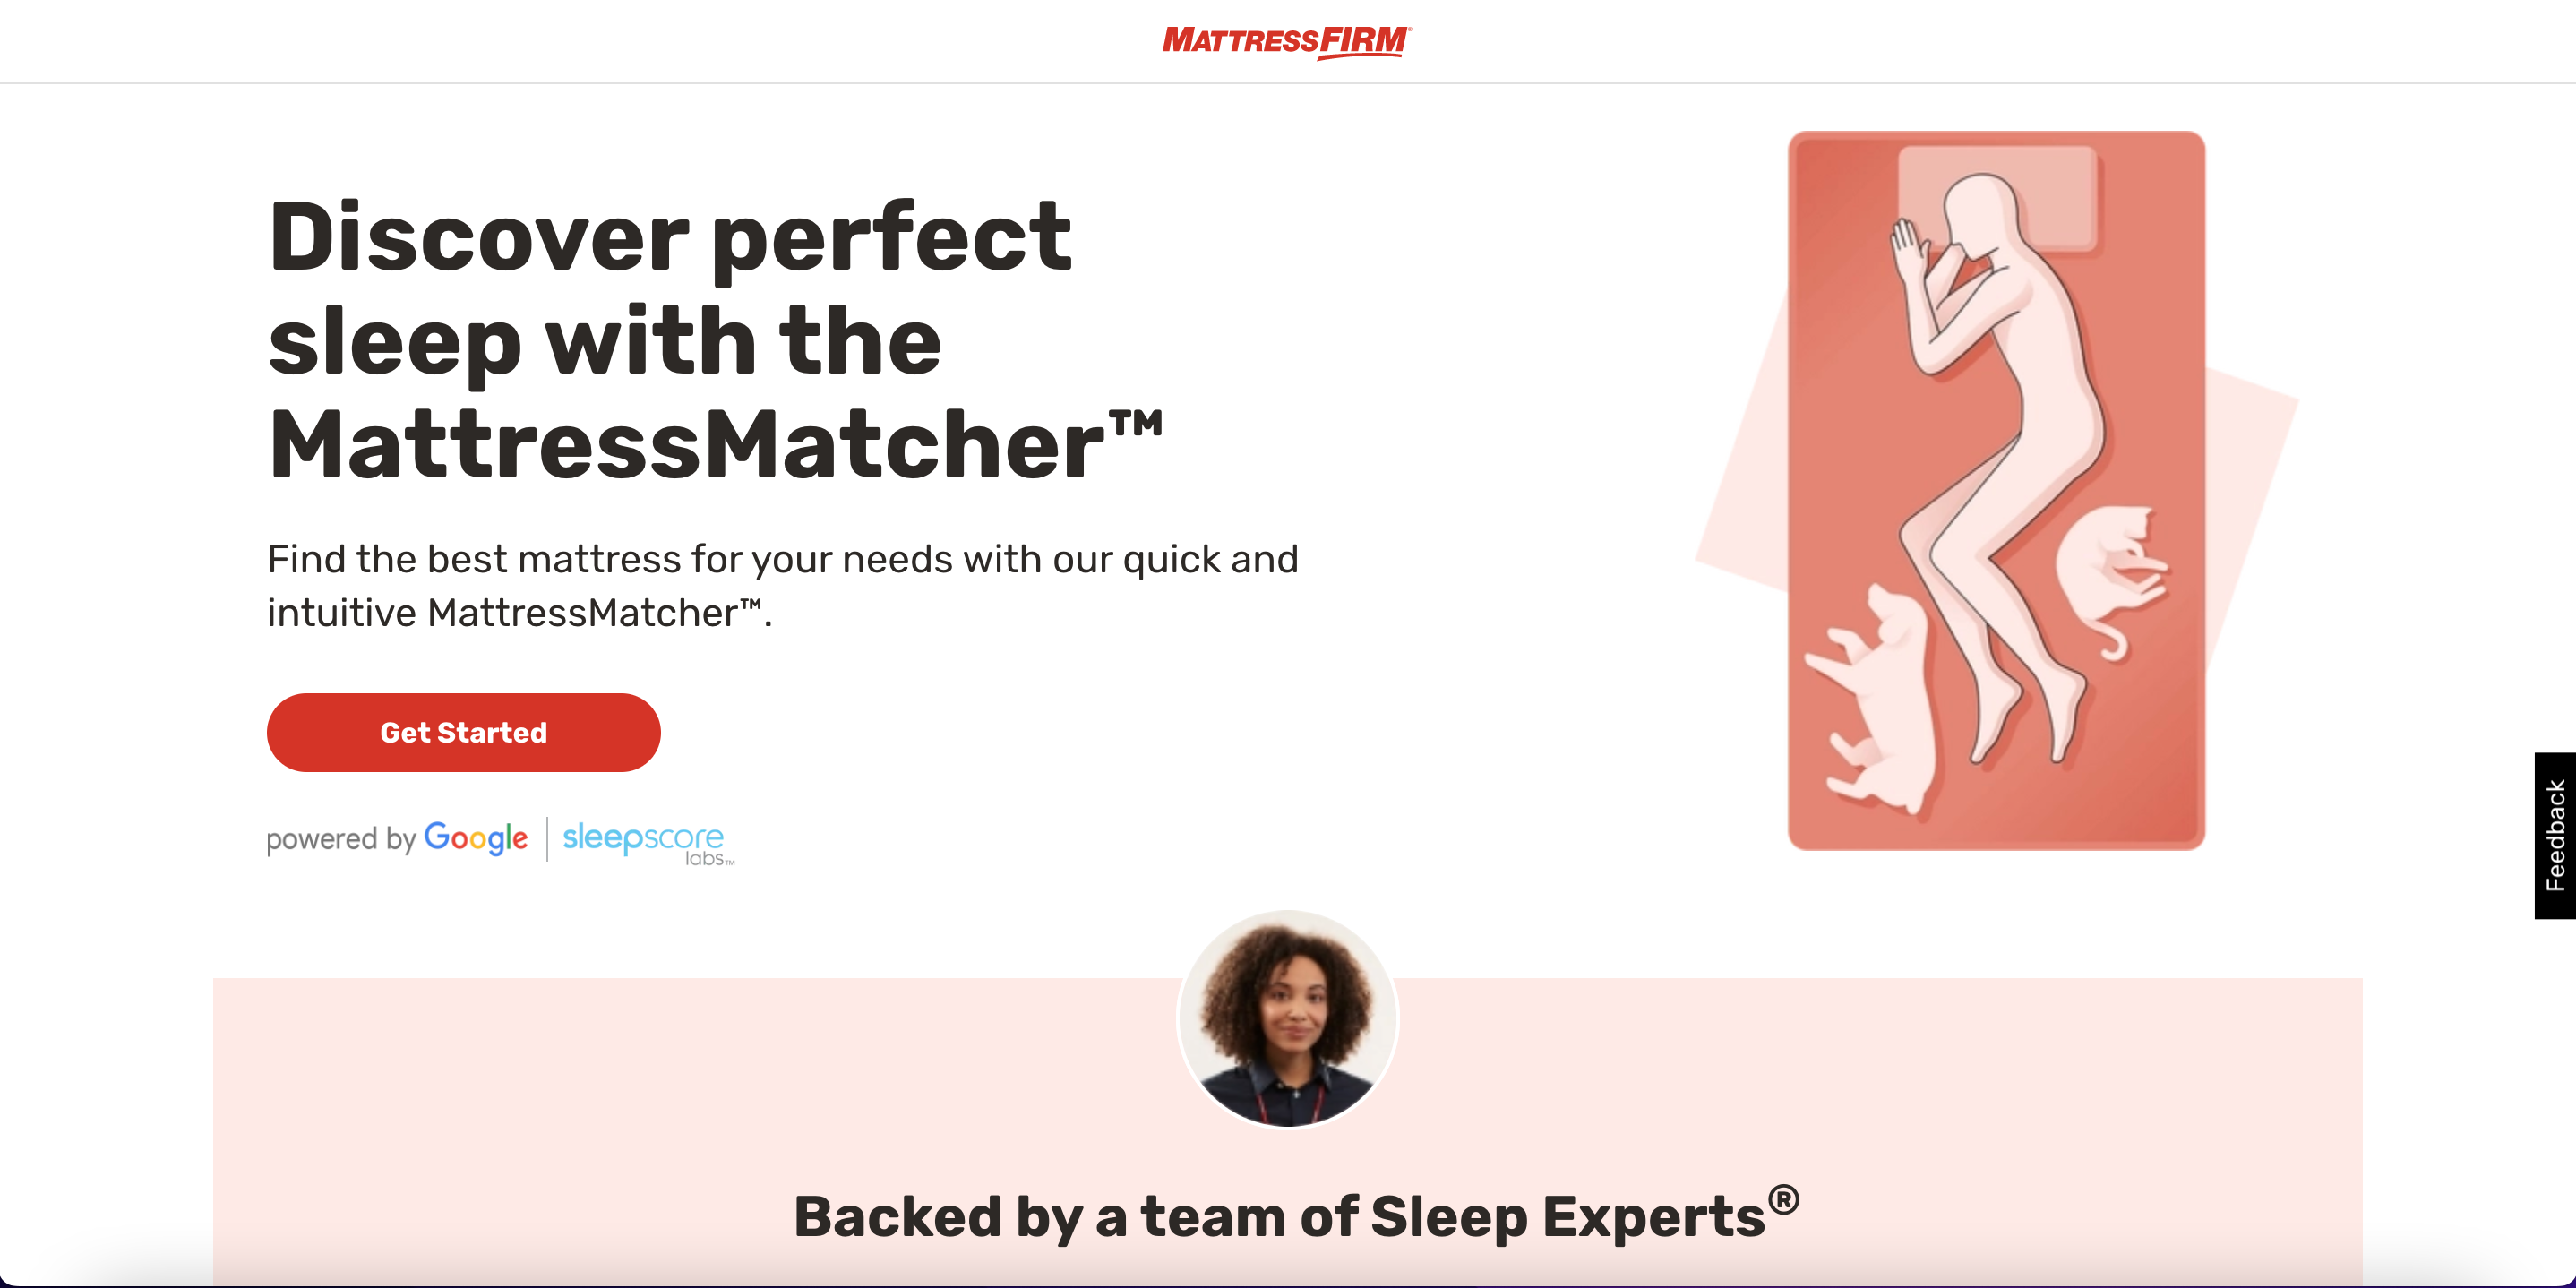 MATTRESSFIRM®
Discover perfect
sleep with the
MattressMatcher™
Find the best mattress for your needs with our quick and
intuitive MattressMatcher™.
Get Started
powered by Google | sleepscore
labs™
Feedback
Backed by a team of Sleep Experts®